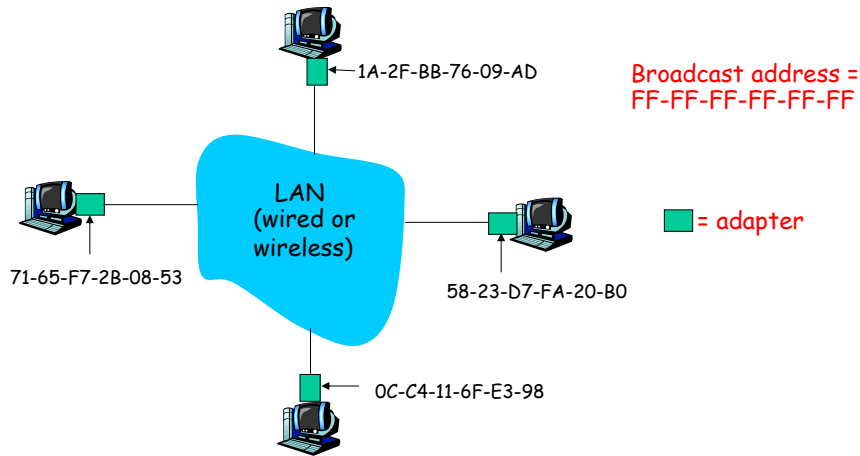 1A-2F-BB-76-09-AD
Broadcast address =
FF-FF-FF-FF-FF-FF
LAN
(wired or
wireless)
= adapter
71-65-F7-2B-08-53
58-23-D7-FA-20-B0
0C-C4-11-6F-E3-98